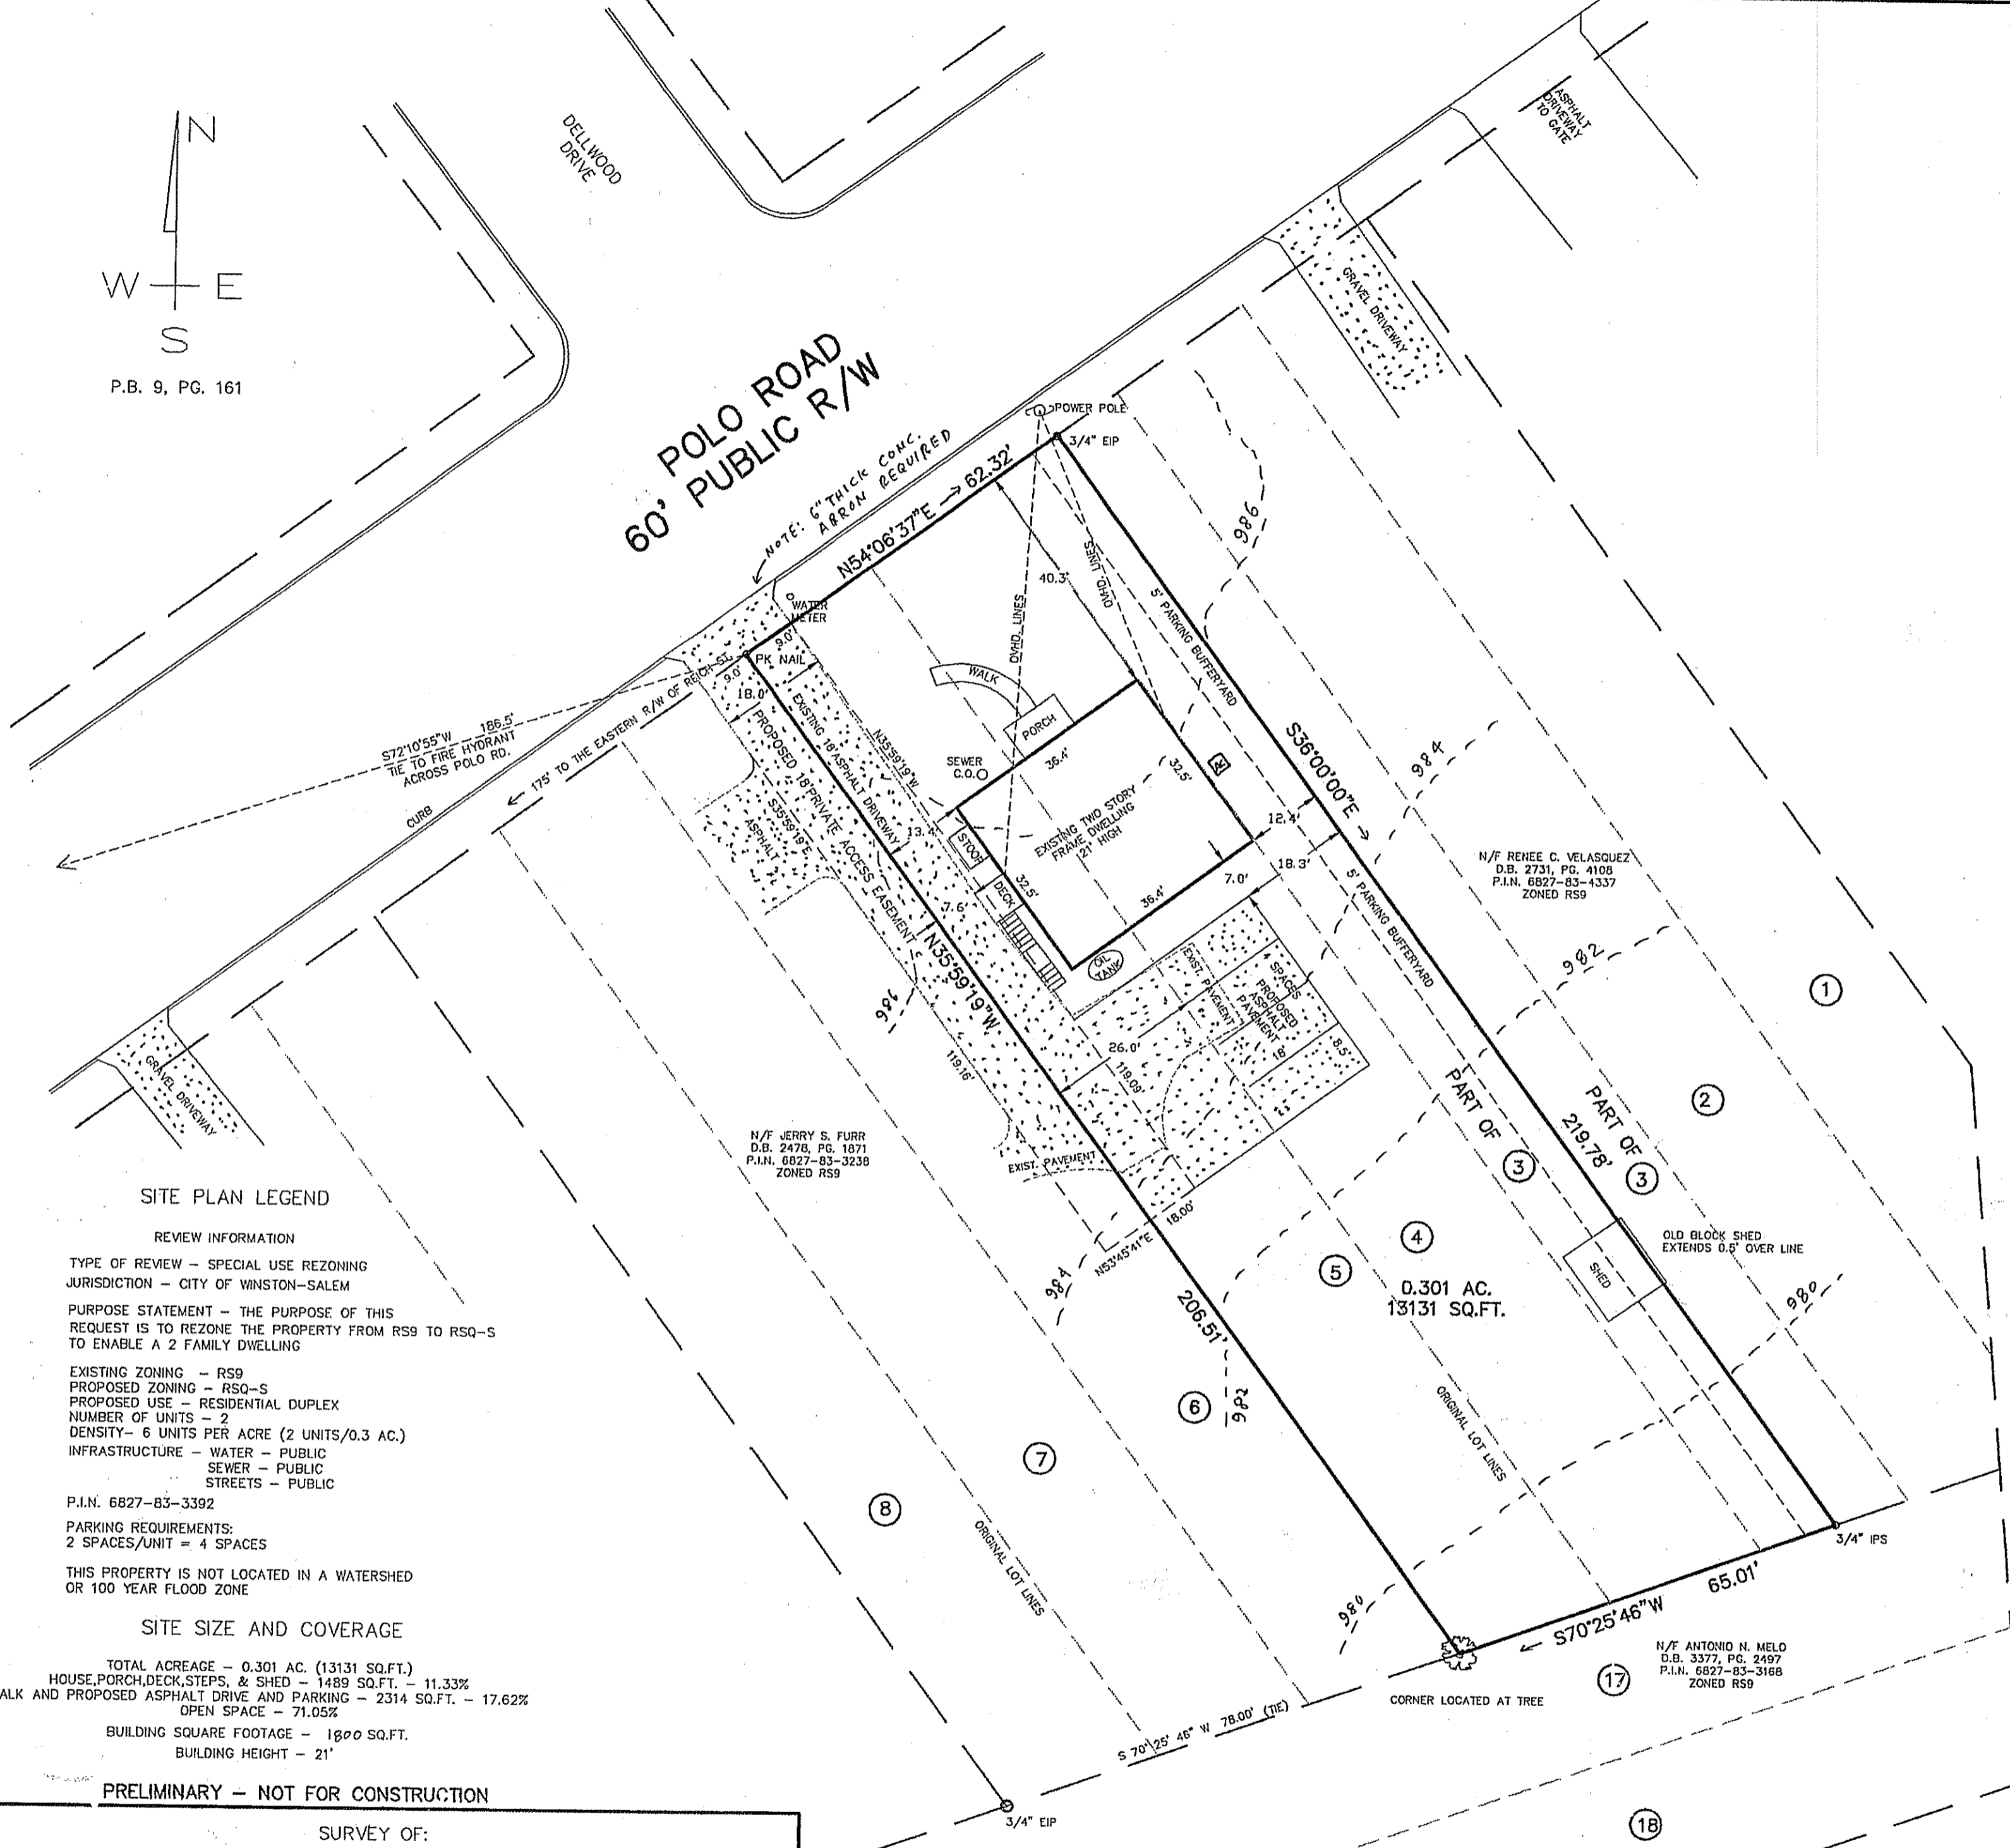 N
W E
S
P.B. 9, PG. 161
DELLWOOD
DRIVE
ASPHALT
DRIVEWAY
TO GATE
GRAVEL DRIVEWAY
POLO ROAD
60' PUBLIC R/W
NOTE: 6" THICK CONC.
APRON REQUIRED
POWER POLE
3/4" EIP
N54°06'37"E → 62.32'
40.3'
OVHD. LINES
OVHD. LINES
986
5' PARKING BUFFERYARD
WATER
METER
9.0'
PK NAIL
9.0'
18.0'
175' TO THE EASTERN R/W OF REICH ST.
S72°10'55"W 186.5'
TIE TO FIRE HYDRANT
ACROSS POLO RD.
CURB
WALK
PORCH
SEWER
C.O.
36.4'
32.5'
AC
S36°00'00"E →
984
EXISTING 16' ASPHALT DRIVEWAY
N35°59'19"W
PROPOSED 18' PRIVATE ACCESS EASEMENT
S35°59'19"E
ASPHALT
13.4'
STOOP
DECK
32.5'
EXISTING TWO STORY
FRAME DWELLING
21' HIGH
12.4'
18.3'
7.0'
36.4'
7.6'
OIL
TANK
5' PARKING BUFFERYARD
N/F RENEE C. VELASQUEZ
D.B. 2731, PG. 4108
P.I.N. 6827-83-4337
ZONED RS9
982
1
986
N35°59'19"W
EXIST. PAVEMENT
4 SPACES
PROPOSED
ASPHALT
PAVEMENT
18'
8.5'
26.0'
119.09'
119.16'
GRAVEL
DRIVEWAY
N/F JERRY S. FURR
D.B. 2478, PG. 1871
P.I.N. 6827-83-3238
ZONED RS9
EXIST. PAVEMENT
18.00'
N53°45'41"E
984
PART OF
3
PART OF
3
219.78'
2
OLD BLOCK SHED
EXTENDS 0.5' OVER LINE
SHED
980
4
5
0.301 AC.
13131 SQ.FT.
206.51'
982
6
7
8
ORIGINAL LOT LINES
ORIGINAL LOT LINES
3/4" IPS
65.01'
← S70°25'46"W
980
N/F ANTONIO N. MELO
D.B. 3377, PG. 2497
P.I.N. 6827-83-3168
ZONED RS9
17
CORNER LOCATED AT TREE
S 70° 25' 46" W 78.00' (TIE)
3/4" EIP
18
SITE PLAN LEGEND
REVIEW INFORMATION
TYPE OF REVIEW - SPECIAL USE REZONING
JURISDICTION - CITY OF WINSTON-SALEM
PURPOSE STATEMENT - THE PURPOSE OF THIS
REQUEST IS TO REZONE THE PROPERTY FROM RS9 TO RSQ-S
TO ENABLE A 2 FAMILY DWELLING
EXISTING ZONING - RS9
PROPOSED ZONING - RSQ-S
PROPOSED USE - RESIDENTIAL DUPLEX
NUMBER OF UNITS - 2
DENSITY- 6 UNITS PER ACRE (2 UNITS/0.3 AC.)
INFRASTRUCTURE - WATER - PUBLIC
SEWER - PUBLIC
STREETS - PUBLIC
P.I.N. 6827-83-3392
PARKING REQUIREMENTS:
2 SPACES/UNIT = 4 SPACES
THIS PROPERTY IS NOT LOCATED IN A WATERSHED
OR 100 YEAR FLOOD ZONE
SITE SIZE AND COVERAGE
TOTAL ACREAGE - 0.301 AC. (13131 SQ.FT.)
HOUSE,PORCH,DECK,STEPS, & SHED - 1489 SQ.FT. - 11.33%
ALK AND PROPOSED ASPHALT DRIVE AND PARKING - 2314 SQ.FT. - 17.62%
OPEN SPACE - 71.05%
BUILDING SQUARE FOOTAGE - 1800 SQ.FT.
BUILDING HEIGHT - 21'
PRELIMINARY - NOT FOR CONSTRUCTION
SURVEY OF: